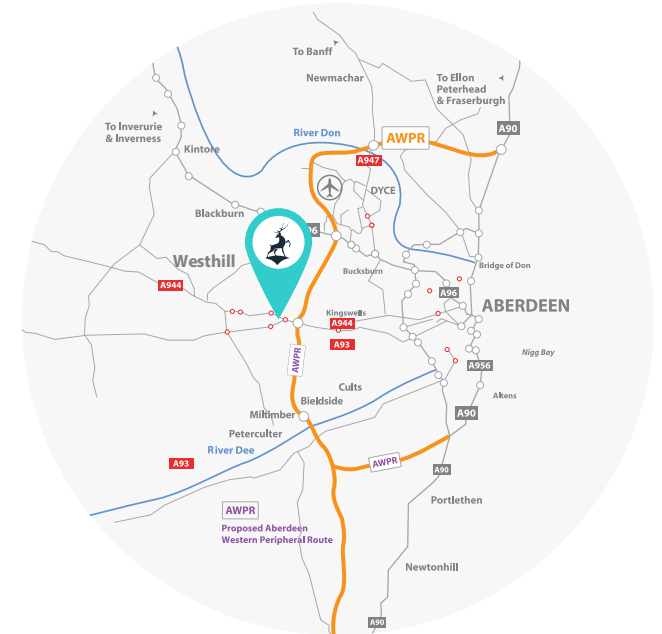 To Banff
Newmachar
To Ellon
Peterhead
& Fraserburgh
To Inverurie
& Inverness
River Don
AWPR
A90
Kintore
A947
DYCE
Blackburn
Westhill
Bucksburn
Bridge of Don
A944
A96
ABERDEEN
Kingswells
A944
A93
Nigg Bay
AWPR
A956
Cults
Altens
Bieldside
Miltimber
A90
Peterculter
River Dee
A93
AWPR
A90
Portlethen
AWPR
Proposed Aberdeen
Western Peripheral Route
Newtonhill
A90